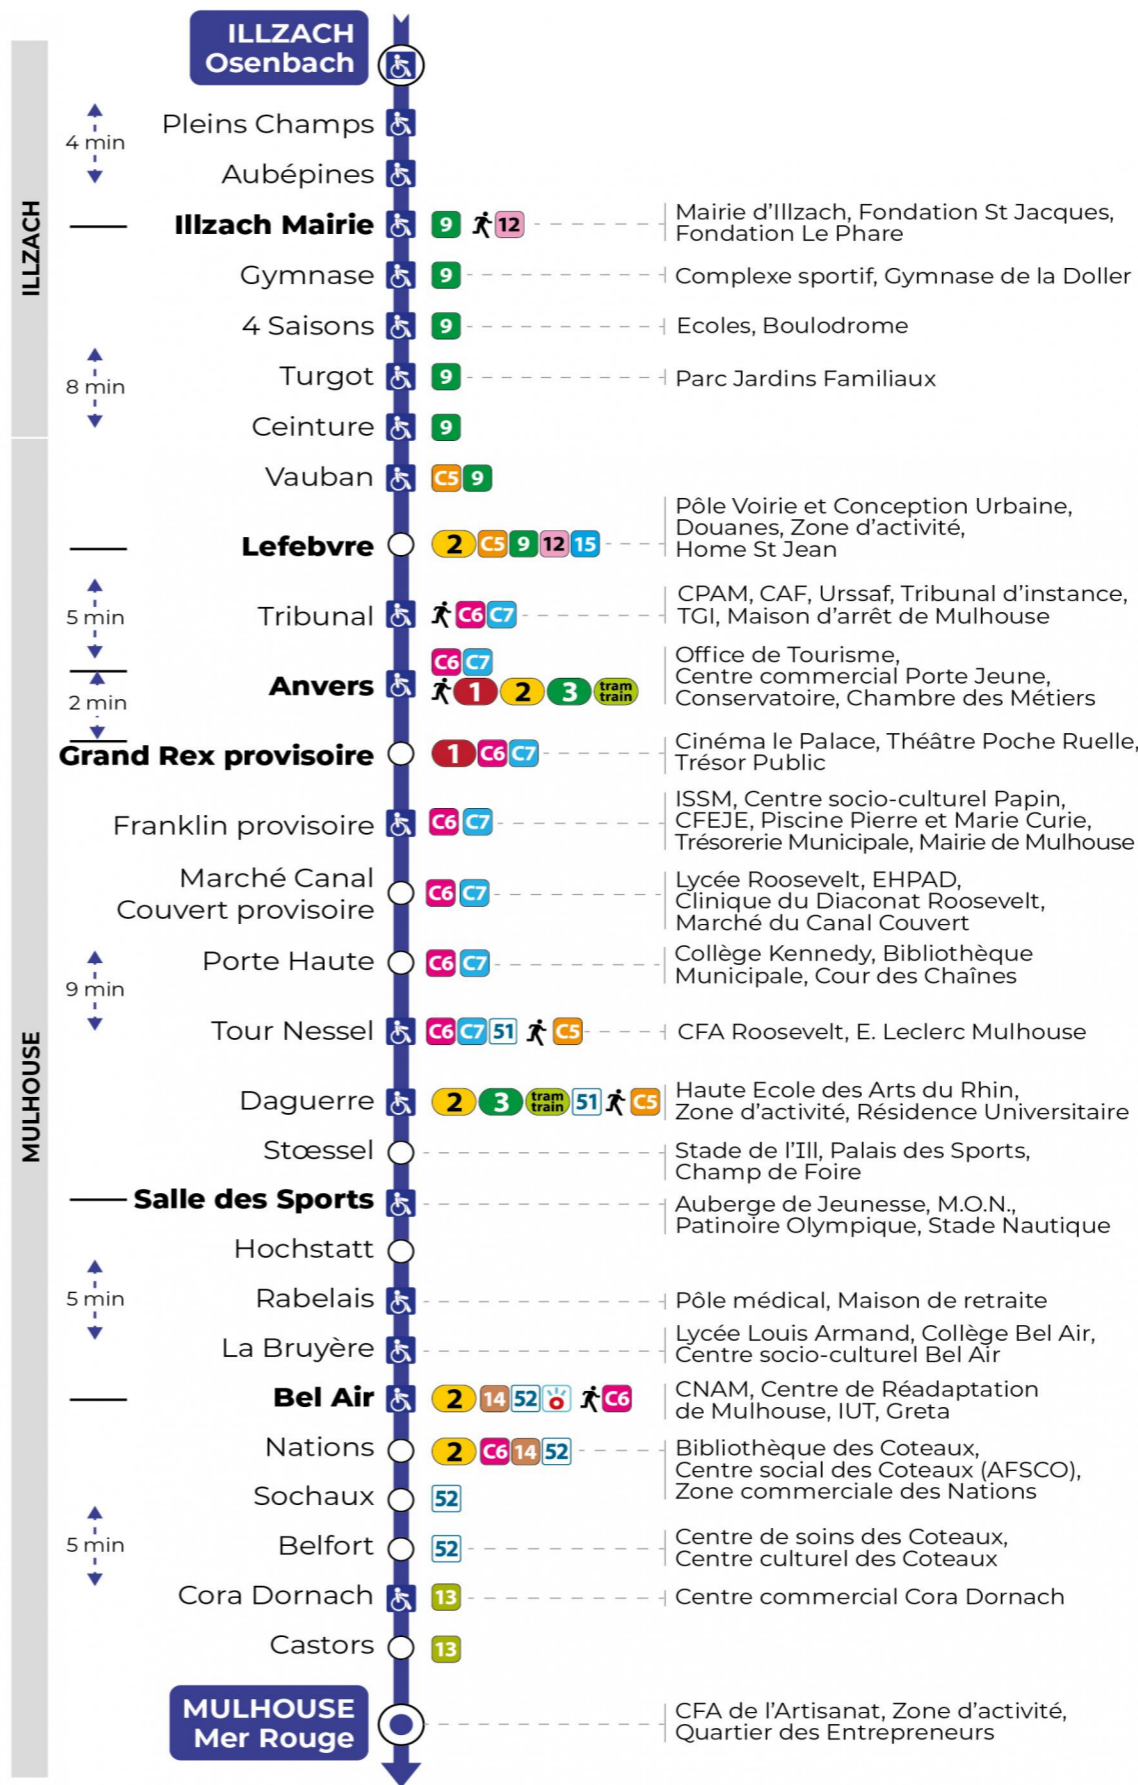 ILLZACH
Osenbach
ILLZACH
4 min
Pleins Champs
Aubépines
Illzach Mairie 9 12
Mairie d'Illzach, Fondation St Jacques,
Fondation Le Phare
Gymnase 9 Complexe sportif, Gymnase de la Doller
4 Saisons 9 Ecoles, Boulodrome
8 min
Turgot 9 Parc Jardins Familiaux
Ceinture 9
MULHOUSE
Vauban C5 9
Lefebvre 2 C5 9 12 15
Pôle Voirie et Conception Urbaine,
Douanes, Zone d'activité,
Home St Jean
5 min
Tribunal C6 C7
CPAM, CAF, Urssaf, Tribunal d'instance,
TGI, Maison d'arrêt de Mulhouse
C6 C7
Anvers 1 2 3 tram
train
Office de Tourisme,
Centre commercial Porte Jeune,
Conservatoire, Chambre des Métiers
2 min
Grand Rex provisoire 1 C6 C7
Cinéma le Palace, Théâtre Poche Ruelle,
Trésor Public
Franklin provisoire C6 C7
ISSM, Centre socio-culturel Papin,
CFEJE, Piscine Pierre et Marie Curie,
Trésorerie Municipale, Mairie de Mulhouse
Marché Canal
Couvert provisoire C6 C7
Lycée Roosevelt, EHPAD,
Clinique du Diaconat Roosevelt,
Marché du Canal Couvert
Porte Haute C6 C7
Collège Kennedy, Bibliothèque
Municipale, Cour des Chaînes
9 min
Tour Nessel C6 C7 51 C5 CFA Roosevelt, E. Leclerc Mulhouse
Daguerre 2 3 tram
train 51 C5
Haute Ecole des Arts du Rhin,
Zone d'activité, Résidence Universitaire
Stœssel
Stade de l'Ill, Palais des Sports,
Champ de Foire
Salle des Sports
Auberge de Jeunesse, M.O.N.,
Patinoire Olympique, Stade Nautique
Hochstatt
5 min
Rabelais Pôle médical, Maison de retraite
La Bruyère
Lycée Louis Armand, Collège Bel Air,
Centre socio-culturel Bel Air
Bel Air 2 14 52 C6
CNAM, Centre de Réadaptation
de Mulhouse, IUT, Greta
Nations 2 C6 14 52
Bibliothèque des Coteaux,
Centre social des Coteaux (AFSCO),
Zone commerciale des Nations
Sochaux 52
5 min
Belfort 52
Centre de soins des Coteaux,
Centre culturel des Coteaux
Cora Dornach 13 Centre commercial Cora Dornach
Castors 13
MULHOUSE
Mer Rouge
CFA de l'Artisanat, Zone d'activité,
Quartier des Entrepreneurs